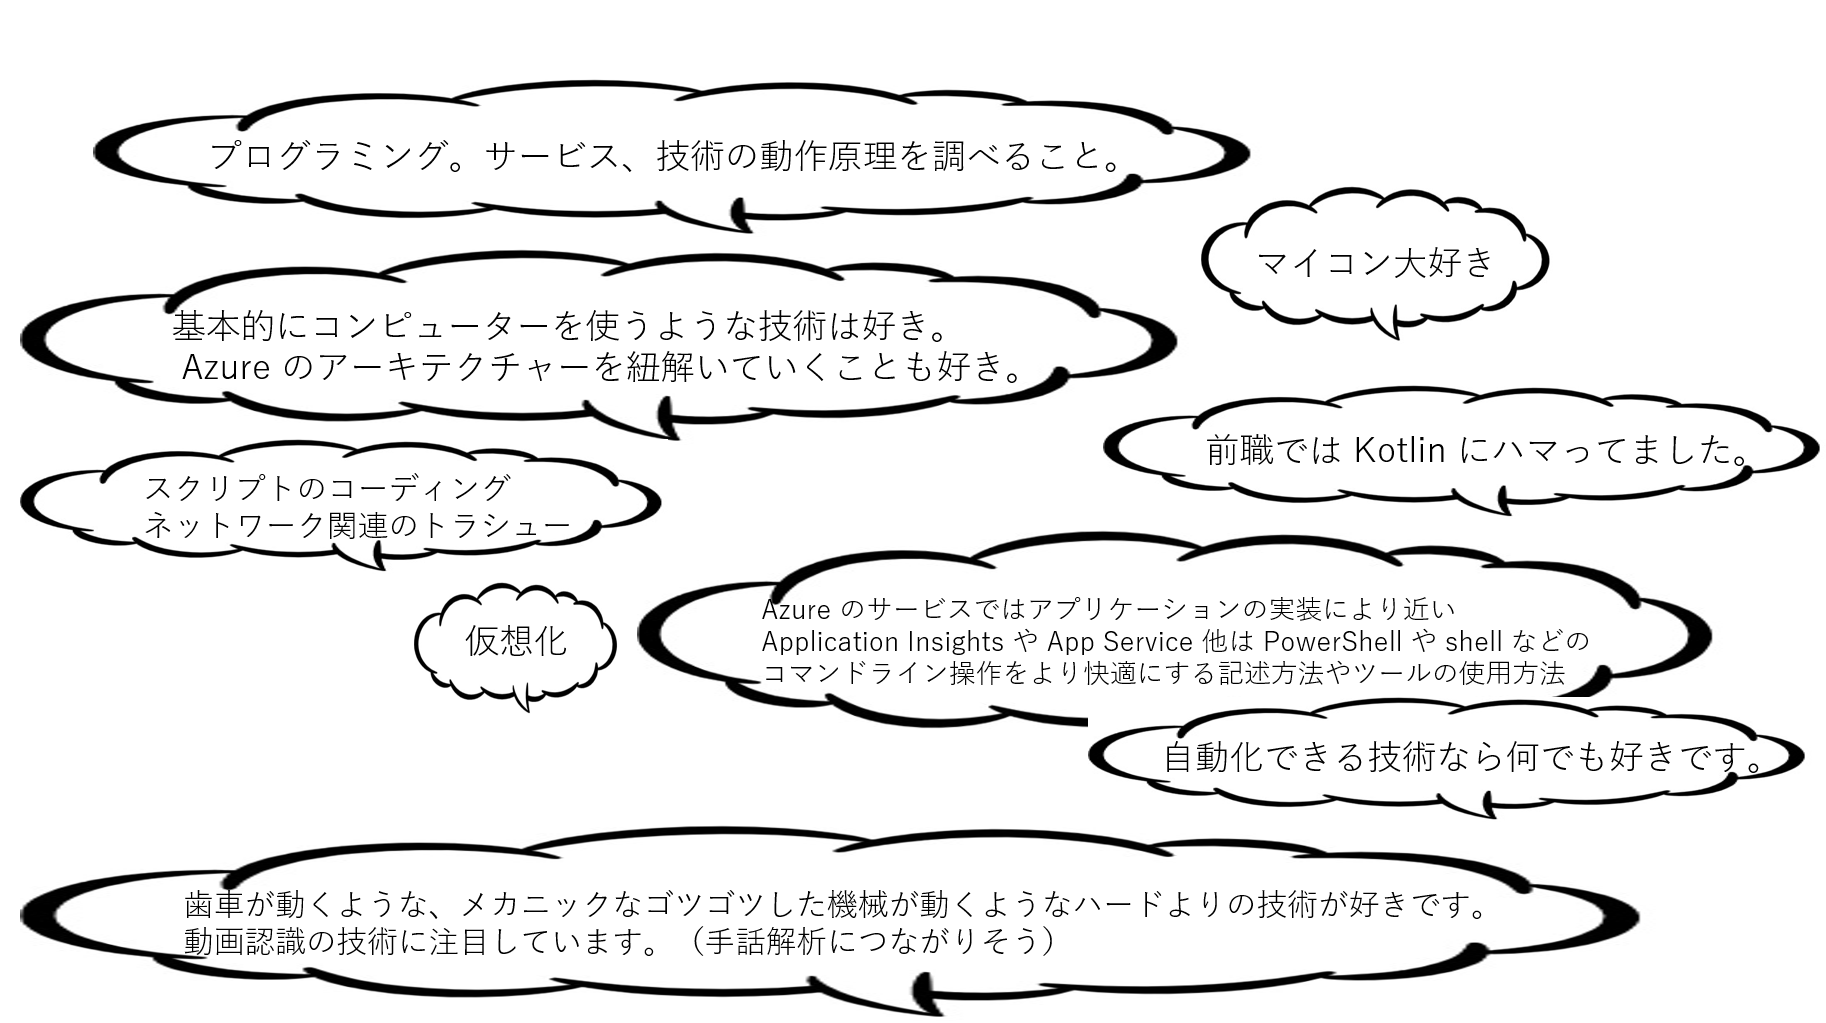 プログラミング。サービス、技術の動作原理を調べること。
マイコン大好き
基本的にコンピューターを使うような技術は好き。
Azure のアーキテクチャーを紐解いていくことも好き。
前職では Kotlin にハマってました。
スクリプトのコーディング
ネットワーク関連のトラシュー
仮想化
Azure のサービスではアプリケーションの実装により近い
Application Insights や App Service 他は PowerShell や shell などの
コマンドライン操作をより快適にする記述方法やツールの使用方法
自動化できる技術なら何でも好きです。
歯車が動くような、メカニックなゴツゴツした機械が動くようなハードよりの技術が好きです。
動画認識の技術に注目しています。（手話解析につながりそう）